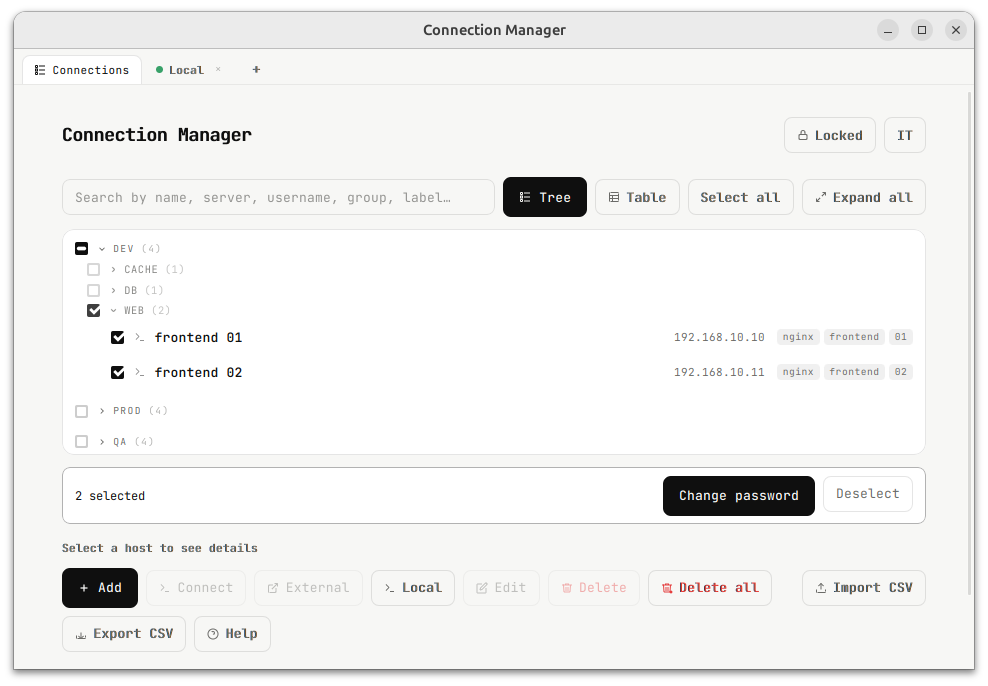 Connection Manager
Connections Local × +
Connection Manager
Locked IT
Search by name, server, username, group, label…
Tree Table Select all Expand all
DEV (4)
CACHE (1)
DB (1)
WEB (2)
frontend 01 192.168.10.10 nginx frontend 01
frontend 02 192.168.10.11 nginx frontend 02
PROD (4)
QA (4)
2 selected Change password Deselect
Select a host to see details
+ Add Connect External Local Edit Delete Delete all Import CSV
Export CSV Help